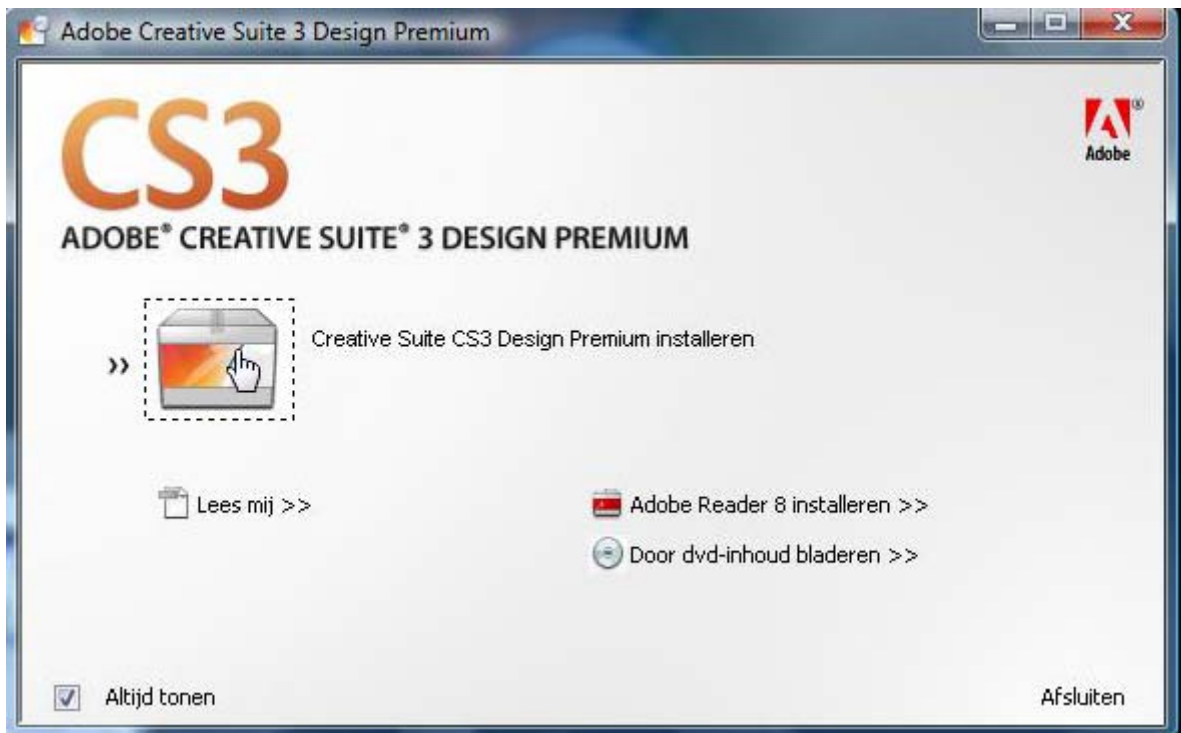 Adobe Creative Suite 3 Design Premium
CS3
Adobe
ADOBE® CREATIVE SUITE® 3 DESIGN PREMIUM
Creative Suite CS3 Design Premium installeren
Lees mij >>
Adobe Reader 8 installeren >>
Door dvd-inhoud bladeren >>
Altijd tonen
Afsluiten